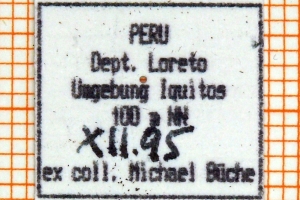 PERU
Dept. Loreto
Umgebung Iquitos
100 m NN
XII.95
ex coll. Michael Büche